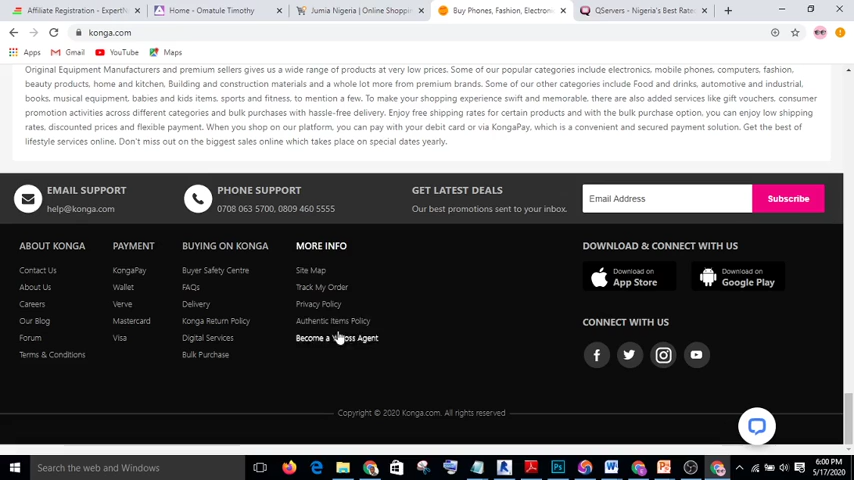 Affiliate Registration - ExpertN
Home - Omatule Timothy
Jumia Nigeria | Online Shoppi
Buy Phones, Fashion, Electron
QServers - Nigeria's Best Rate
konga.com
Apps
Gmail
YouTube
Maps
Original Equipment Manufacturers and premium sellers gives us a wide range of products at very low prices. Some of our popular categories include electronics, mobile phones, computers, fashion,
beauty products, home and kitchen, Building and construction materials and a whole lot more from premium brands. Some of our other categories include Food and drinks, automotive and industrial,
books, musical equipment, babies and kids items, sports and fitness, to mention a few. To make your shopping experience swift and memorable, there are also added services like gift vouchers, consumer
promotion activities across different categories and bulk purchases with hassle-free delivery. Enjoy free shipping rates for certain products and with the bulk purchase option, you can enjoy low shipping
rates, discounted prices and flexible payment. When you shop on our platform, you can pay with your debit card or via KongaPay, which is a convenient and secured payment solution. Get the best of
lifestyle services online. Don't miss out on the biggest sales online which takes place on special dates yearly.
EMAIL SUPPORT
help@konga.com
PHONE SUPPORT
0708 063 5700, 0809 460 5555
GET LATEST DEALS
Our best promotions sent to your inbox.
Email Address
Subscribe
ABOUT KONGA
Contact Us
About Us
Careers
Our Blog
Forum
Terms & Conditions
PAYMENT
KongaPay
Wallet
Verve
Mastercard
Visa
BUYING ON KONGA
Buyer Safety Centre
FAQs
Delivery
Konga Return Policy
Digital Services
Bulk Purchase
MORE INFO
Site Map
Track My Order
Privacy Policy
Authentic Items Policy
Become a oss Agent
DOWNLOAD & CONNECT WITH US
Download on
App Store
Download on
Google Play
CONNECT WITH US
Copyright © 2020 Konga.com. All rights reserved
Search the web and Windows
6:00 PM
5/17/2020